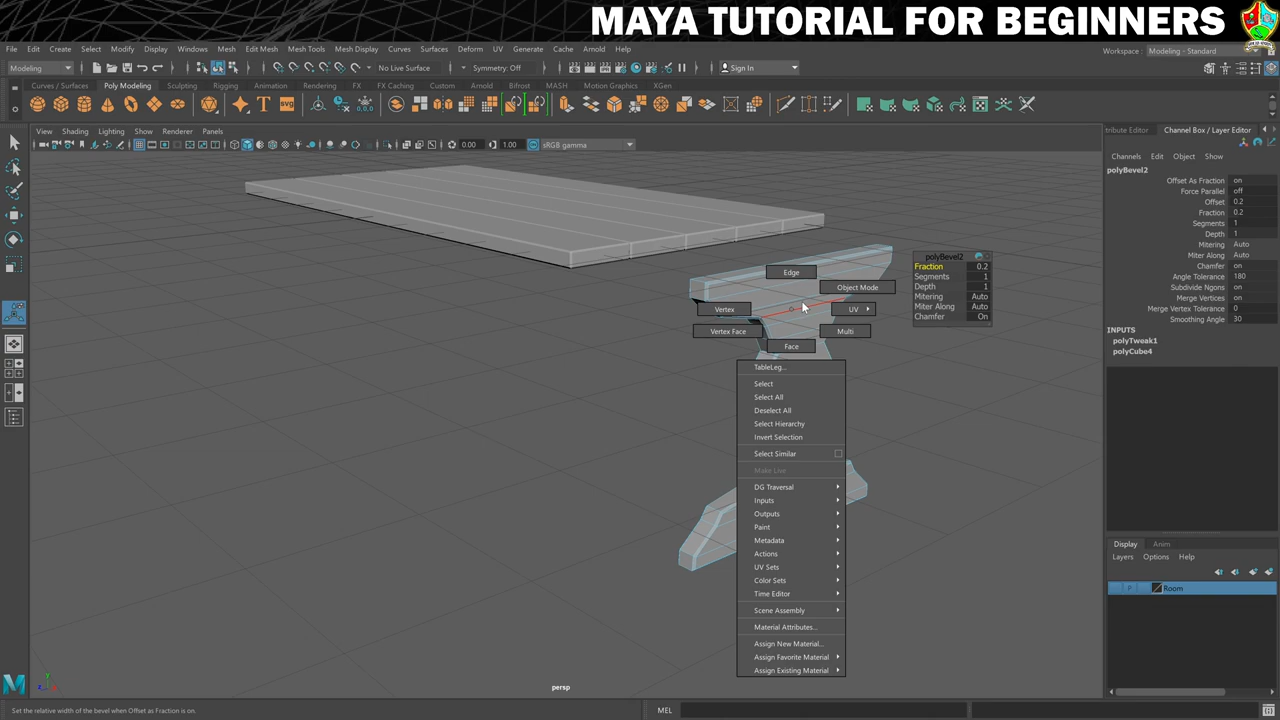 MAYA TUTORIAL FOR BEGINNERS
File Edit Create Select Modify Display Windows Mesh Edit Mesh Mesh Tools Mesh Display Curves Surfaces Deform UV Generate Cache Arnold Help
Workspace : Modeling - Standard
Modeling
No Live Surface
Symmetry: Off
Sign In
Curves / Surfaces Poly Modeling Sculpting Rigging Animation Rendering FX FX Caching Custom Arnold Bifrost MASH Motion Graphics XGen
View Shading Lighting Show Renderer Panels
0.00
1.00
sRGB gamma
tribute Editor Channel Box / Layer Editor
Channels Edit Object Show
polyBevel2
Offset As Fraction on
Force Parallel off
Offset 0.2
Fraction 0.2
Segments 1
Depth 1
Mitering Auto
Miter Along Auto
Chamfer on
Angle Tolerance 180
Subdivide Ngons on
Merge Vertices on
Merge Vertex Tolerance 0
Smoothing Angle 30
INPUTS
polyTweak1
polyCube4
polyBevel2
Fraction 0.2
Segments 1
Depth 1
Mitering Auto
Miter Along Auto
Chamfer On
Edge
Object Mode
Vertex
UV
Vertex Face
Multi
Face
TableLeg...
Select
Select All
Deselect All
Select Hierarchy
Invert Selection
Select Similar
Make Live
DG Traversal
Inputs
Outputs
Paint
Metadata
Actions
UV Sets
Color Sets
Time Editor
Scene Assembly
Material Attributes...
Assign New Material...
Assign Favorite Material
Assign Existing Material
Display Anim
Layers Options Help
P Room
persp
Set the relative width of the bevel when Offset as Fraction is on.
MEL